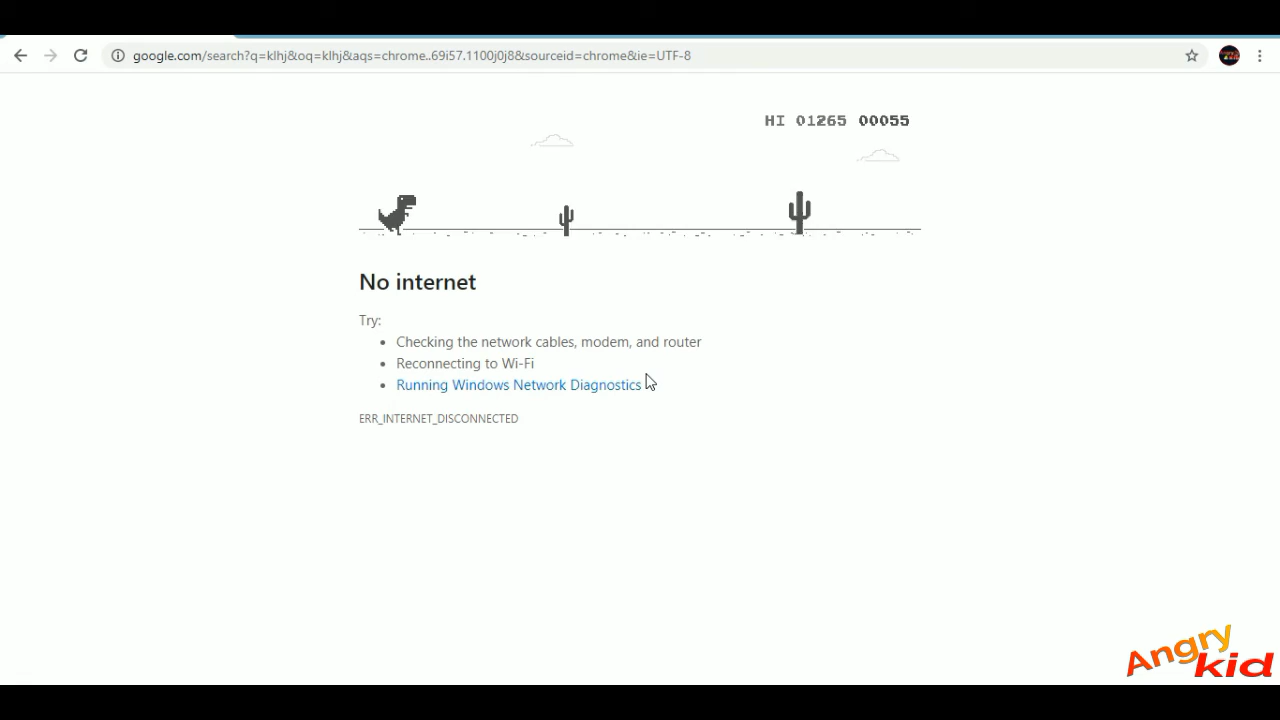 google.com/search?q=klhj&oq=klhj&aqs=chrome..69i57.1100j0j8&sourceid=chrome&ie=UTF-8
HI 01265 00055
No internet
Try:
• Checking the network cables, modem, and router
• Reconnecting to Wi-Fi
• Running Windows Network Diagnostics
ERR_INTERNET_DISCONNECTED
Angry
kid